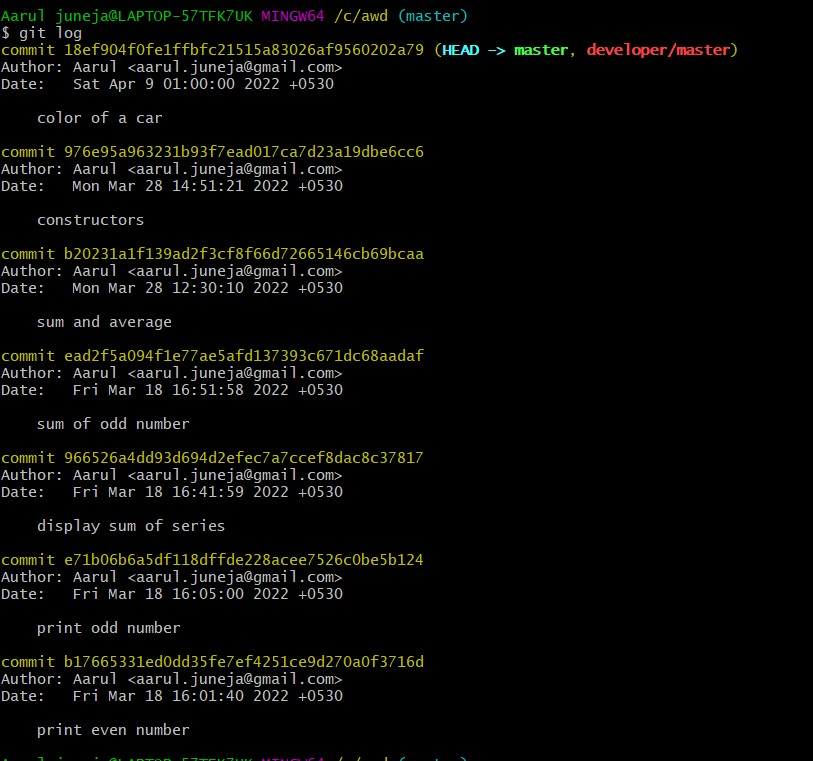 Aarul juneja@LAPTOP-57TFK7UK MINGW64 /c/awd (master)
$ git log
commit 18ef904f0fe1ffbfc21515a83026af9560202a79 (HEAD -> master, developer/master)
Author: Aarul <aarul.juneja@gmail.com>
Date:   Sat Apr 9 01:00:00 2022 +0530
color of a car
commit 976e95a963231b93f7ead017ca7d23a19dbe6cc6
Author: Aarul <aarul.juneja@gmail.com>
Date:   Mon Mar 28 14:51:21 2022 +0530
constructors
commit b20231a1f139ad2f3cf8f66d72665146cb69bcaa
Author: Aarul <aarul.juneja@gmail.com>
Date:   Mon Mar 28 12:30:10 2022 +0530
sum and average
commit ead2f5a094f1e77ae5afd137393c671dc68aadaf
Author: Aarul <aarul.juneja@gmail.com>
Date:   Fri Mar 18 16:51:58 2022 +0530
sum of odd number
commit 966526a4dd93d694d2efec7a7ccef8dac8c37817
Author: Aarul <aarul.juneja@gmail.com>
Date:   Fri Mar 18 16:41:59 2022 +0530
display sum of series
commit e71b06b6a5df118dffde228acee7526c0be5b124
Author: Aarul <aarul.juneja@gmail.com>
Date:   Fri Mar 18 16:05:00 2022 +0530
print odd number
commit b17665331ed0dd35fe7ef4251ce9d270a0f3716d
Author: Aarul <aarul.juneja@gmail.com>
Date:   Fri Mar 18 16:01:40 2022 +0530
print even number